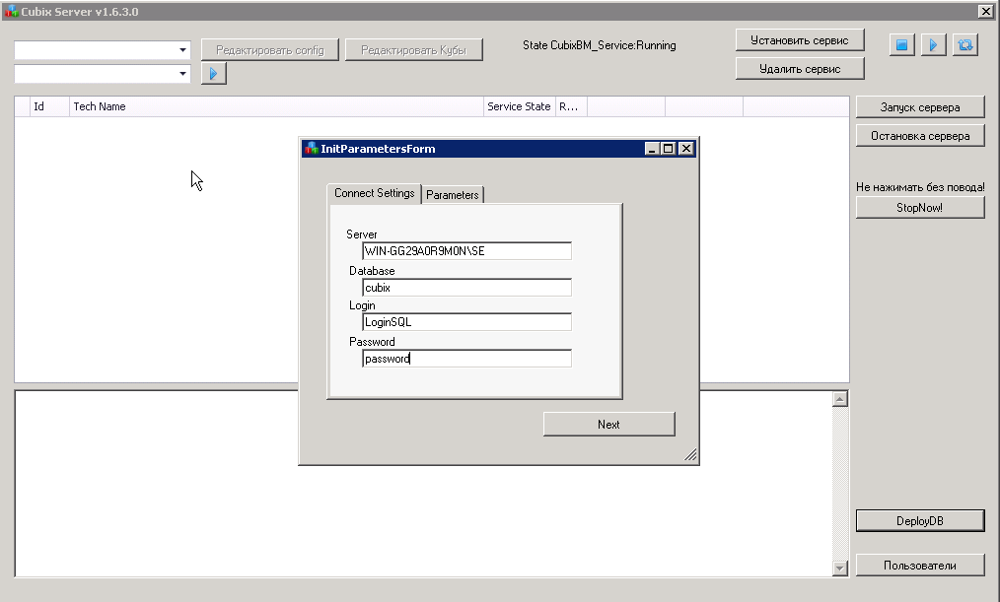 Cubix Server v1.6.3.0
Редактировать config
Редактировать Кубы
State CubixBM_Service:Running
Установить сервис
Удалить сервис
Id
Tech Name
Service State
R...
Запуск сервера
Остановка сервера
Не нажимать без повода!
StopNow!
InitParametersForm
Connect Settings
Parameters
Server
WIN-GG29A0R9M0N\SE
Database
cubix
Login
LoginSQL
Password
password
Next
DeployDB
Пользователи